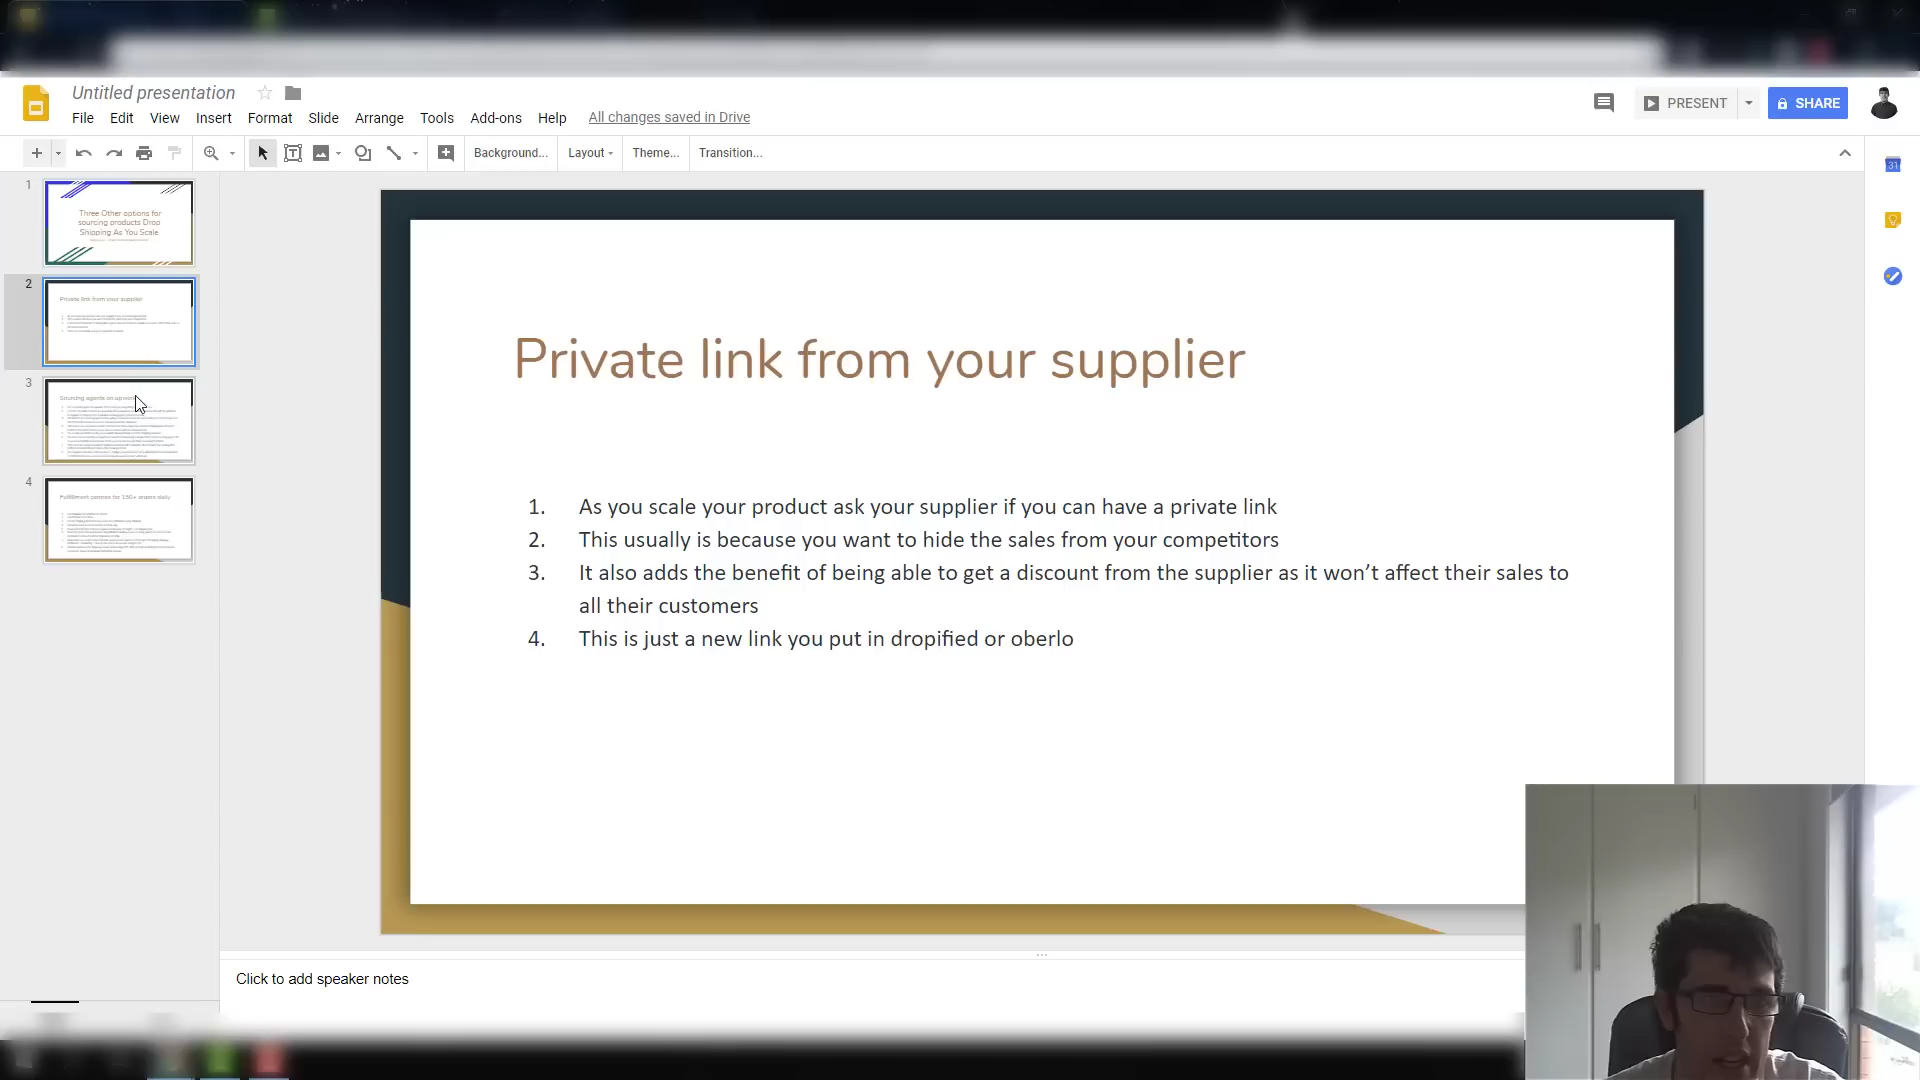 Untitled presentation
File Edit View Insert Format Slide Arrange Tools Add-ons Help All changes saved in Drive
PRESENT
SHARE
Background... Layout Theme... Transition...
31
1
Three Other options for
sourcing products Drop
Shipping As You Scale
2
Private link from your supplier
3
Sourcing agents on
4
Fulfillment centres for 150+ orders daily
Private link from your supplier
1. As you scale your product ask your supplier if you can have a private link
2. This usually is because you want to hide the sales from your competitors
3. It also adds the benefit of being able to get a discount from the supplier as it won’t affect their sales to
all their customers
4. This is just a new link you put in dropified or oberlo
Click to add speaker notes